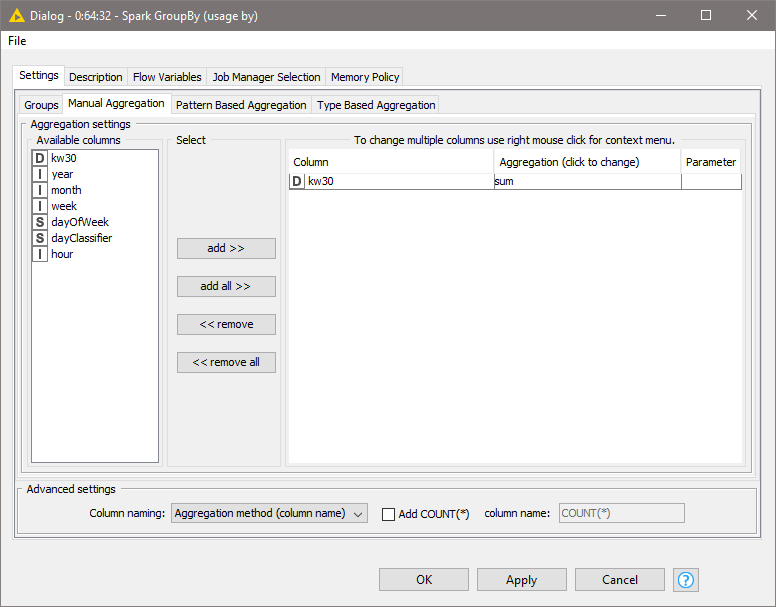 Dialog - 0:64:32 - Spark GroupBy (usage by)
File
Settings Description Flow Variables Job Manager Selection Memory Policy
Groups Manual Aggregation Pattern Based Aggregation Type Based Aggregation
Aggregation settings
Available columns
D kw30
I year
I month
I week
S dayOfWeek
S dayClassifier
I hour
Select
add >>
add all >>
<< remove
<< remove all
To change multiple columns use right mouse click for context menu.
Column Aggregation (click to change) Parameter
D kw30 sum
Advanced settings
Column naming: Aggregation method (column name) Add COUNT(*) column name: COUNT(*)
OK Apply Cancel ?